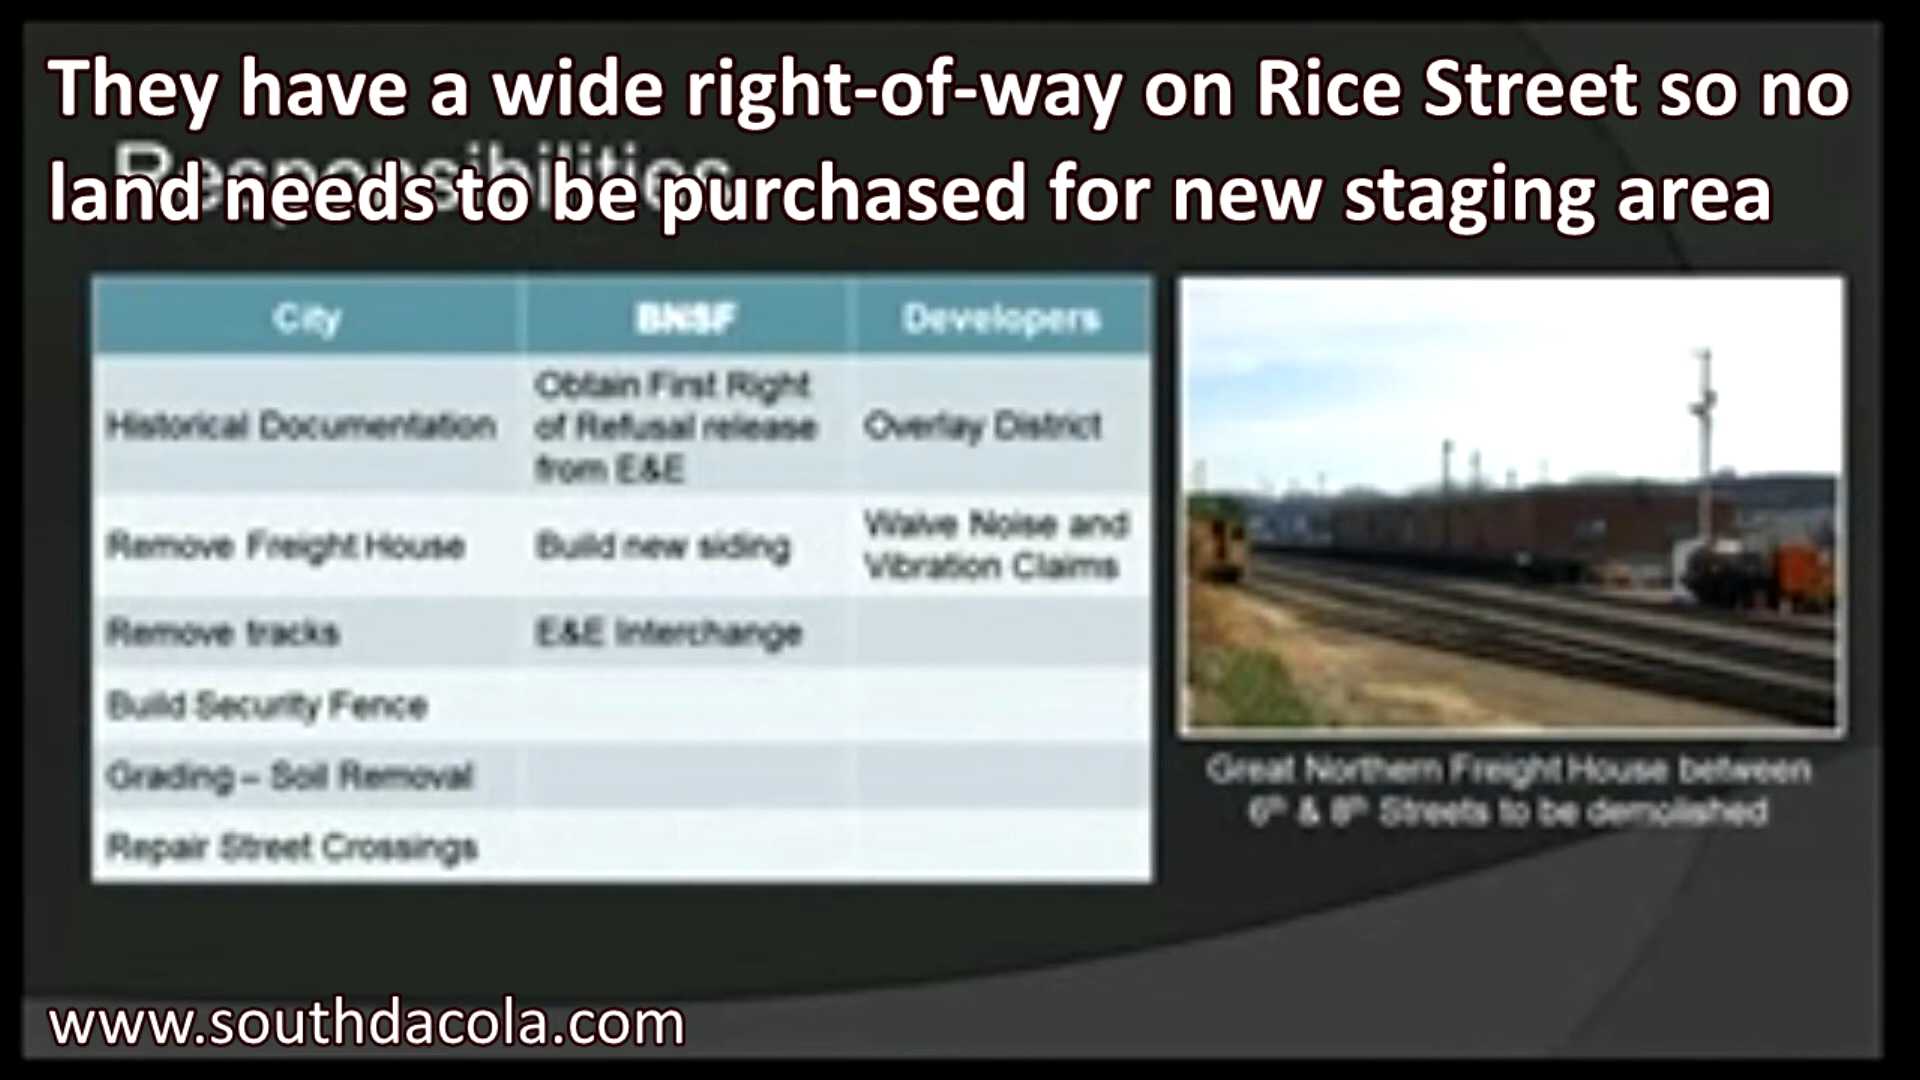 They have a wide right-of-way on Rice Street so no
land needs to be purchased for new staging area
Responsibilities
City
BNSF
Developers
Historical Documentation
Obtain First Right
of Refusal release
from E&E
Overlay District
Remove Freight House
Build new siding
Waive Noise and
Vibration Claims
Remove tracks
E&E Interchange
Build Security Fence
Grading – Soil Removal
Repair Street Crossings
Great Northern Freight House between
6th & 8th Streets to be demolished
www.southdacola.com